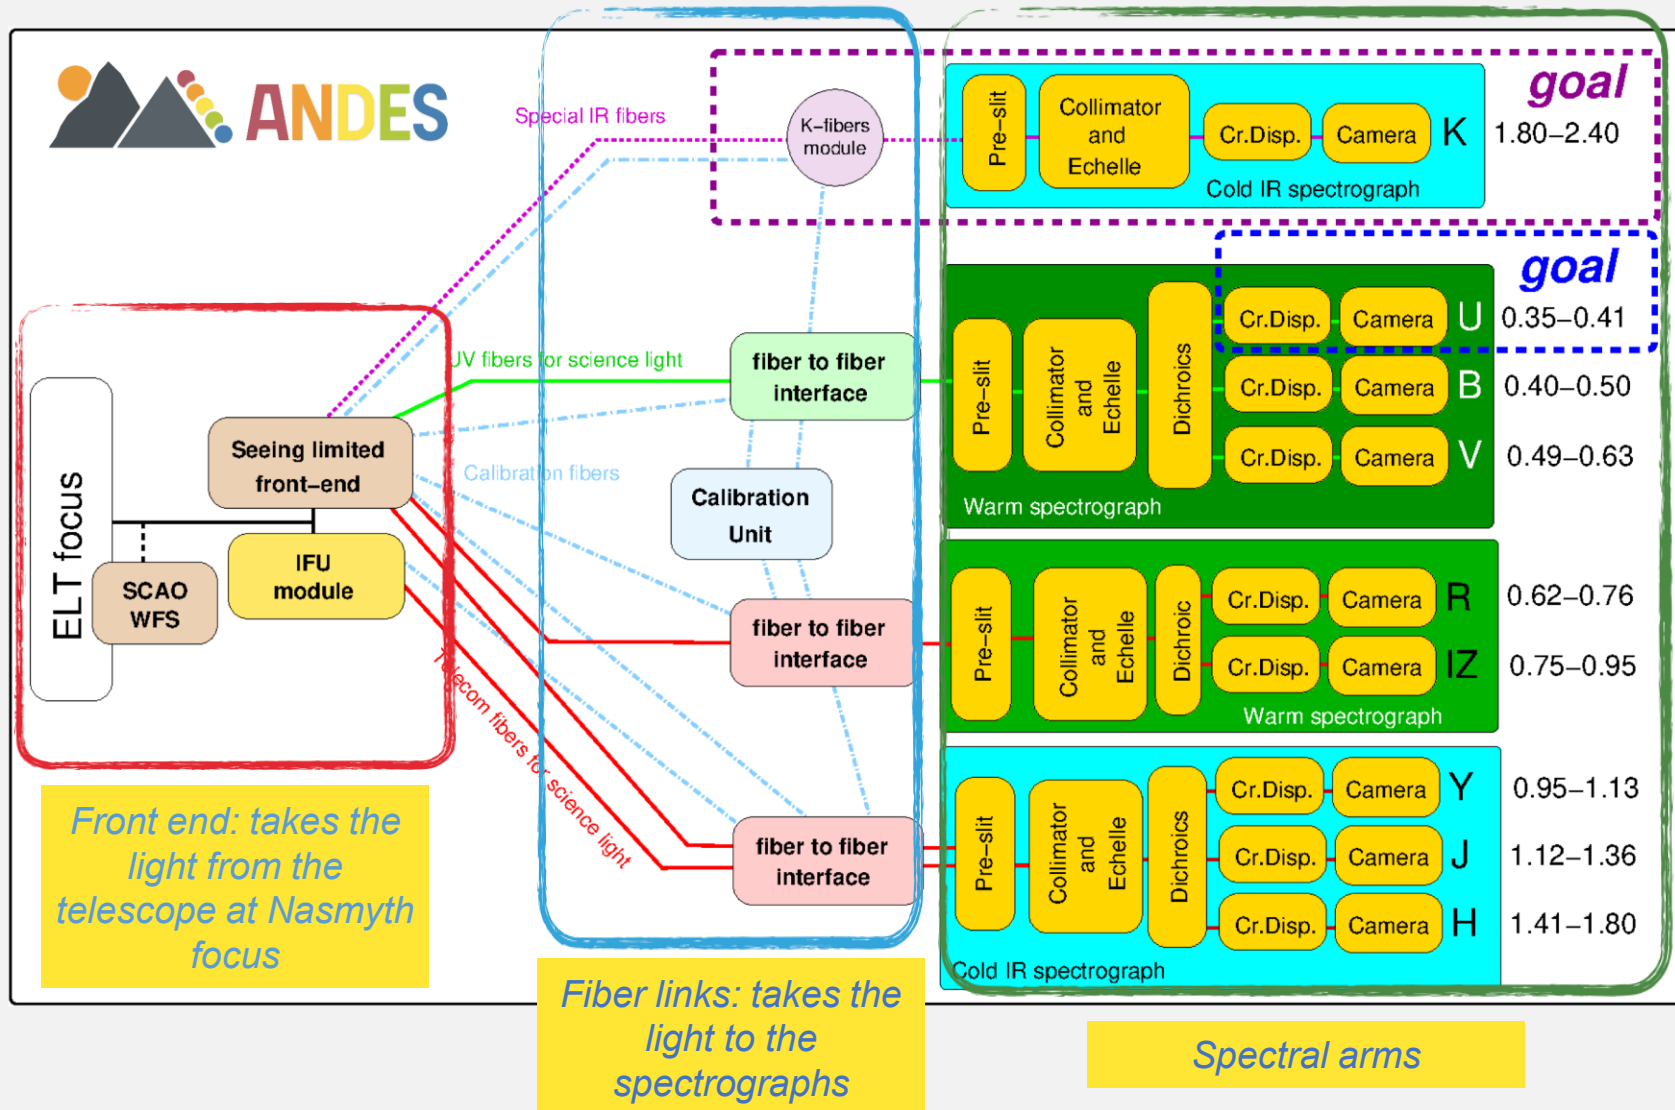 ANDES
Special IR fibers
K-fibers
module
Pre-slit
Collimator
and
Echelle
Cr.Disp.
Camera
K
Cold IR spectrograph
goal
1.80-2.40
UV fibers for science light
fiber to fiber
interface
Pre-slit
Collimator
and
Echelle
Dichroics
Cr.Disp.
Camera
U
goal
0.35-0.41
Cr.Disp.
Camera
B
0.40-0.50
Cr.Disp.
Camera
V
0.49-0.63
Warm spectrograph
ELT focus
Seeing limited
front-end
SCAO
WFS
IFU
module
Calibration fibers
Calibration
Unit
fiber to fiber
interface
Pre-slit
Collimator
and
Echelle
Dichroic
Cr.Disp.
Camera
R
0.62-0.76
Cr.Disp.
Camera
IZ
0.75-0.95
Warm spectrograph
Telecom fibers for science light
fiber to fiber
interface
Pre-slit
Collimator
and
Echelle
Dichroics
Cr.Disp.
Camera
Y
0.95-1.13
Cr.Disp.
Camera
J
1.12-1.36
Cr.Disp.
Camera
H
1.41-1.80
Cold IR spectrograph
Front end: takes the
light from the
telescope at Nasmyth
focus
Fiber links: takes the
light to the
spectrographs
Spectral arms